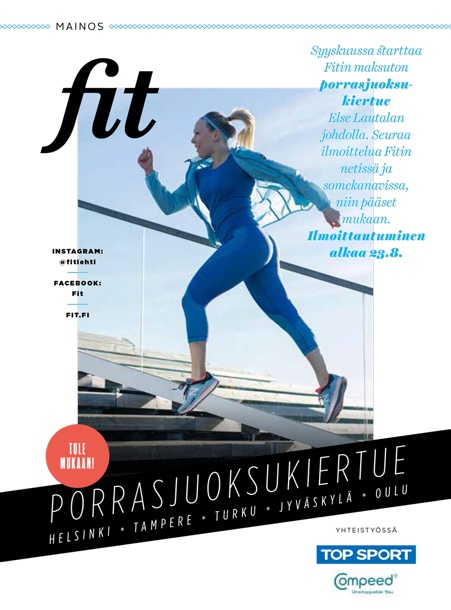 MAINOS
fit
Syyskuussa starttaa
Fitin maksuton
porrasjuoksu-
kiertue
Else Lautalan
johdolla. Seuraa
ilmoittelua Fitin
netissä ja
somekanavissa,
niin pääset
mukaan.
Ilmoittautuminen
alkaa 23.8.
INSTAGRAM:
@fitlehti
FACEBOOK:
Fit
FIT.FI
TULE
MUKAAN!
PORRASJUOKSUKIERTUE
HELSINKI • TAMPERE • TURKU • JYVÄSKYLÄ • OULU
YHTEISTYÖSSÄ
TOP SPORT
Compeed®
Unstoppable You